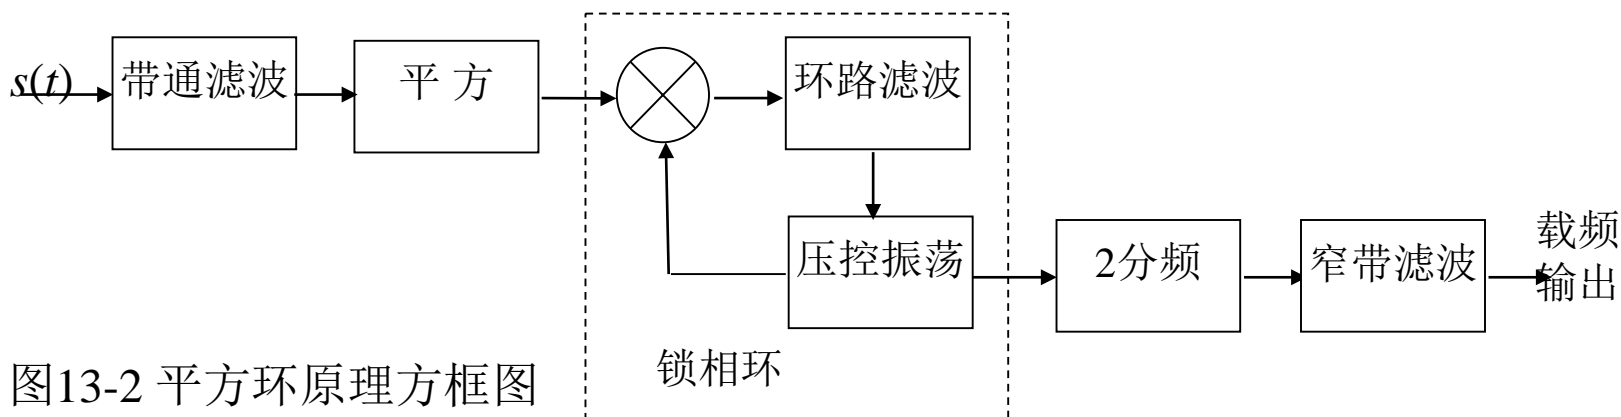 s(t)
带通滤波
平 方
环路滤波
压控振荡
2分频
窄带滤波
载频
输出
锁相环
图13-2 平方环原理方框图